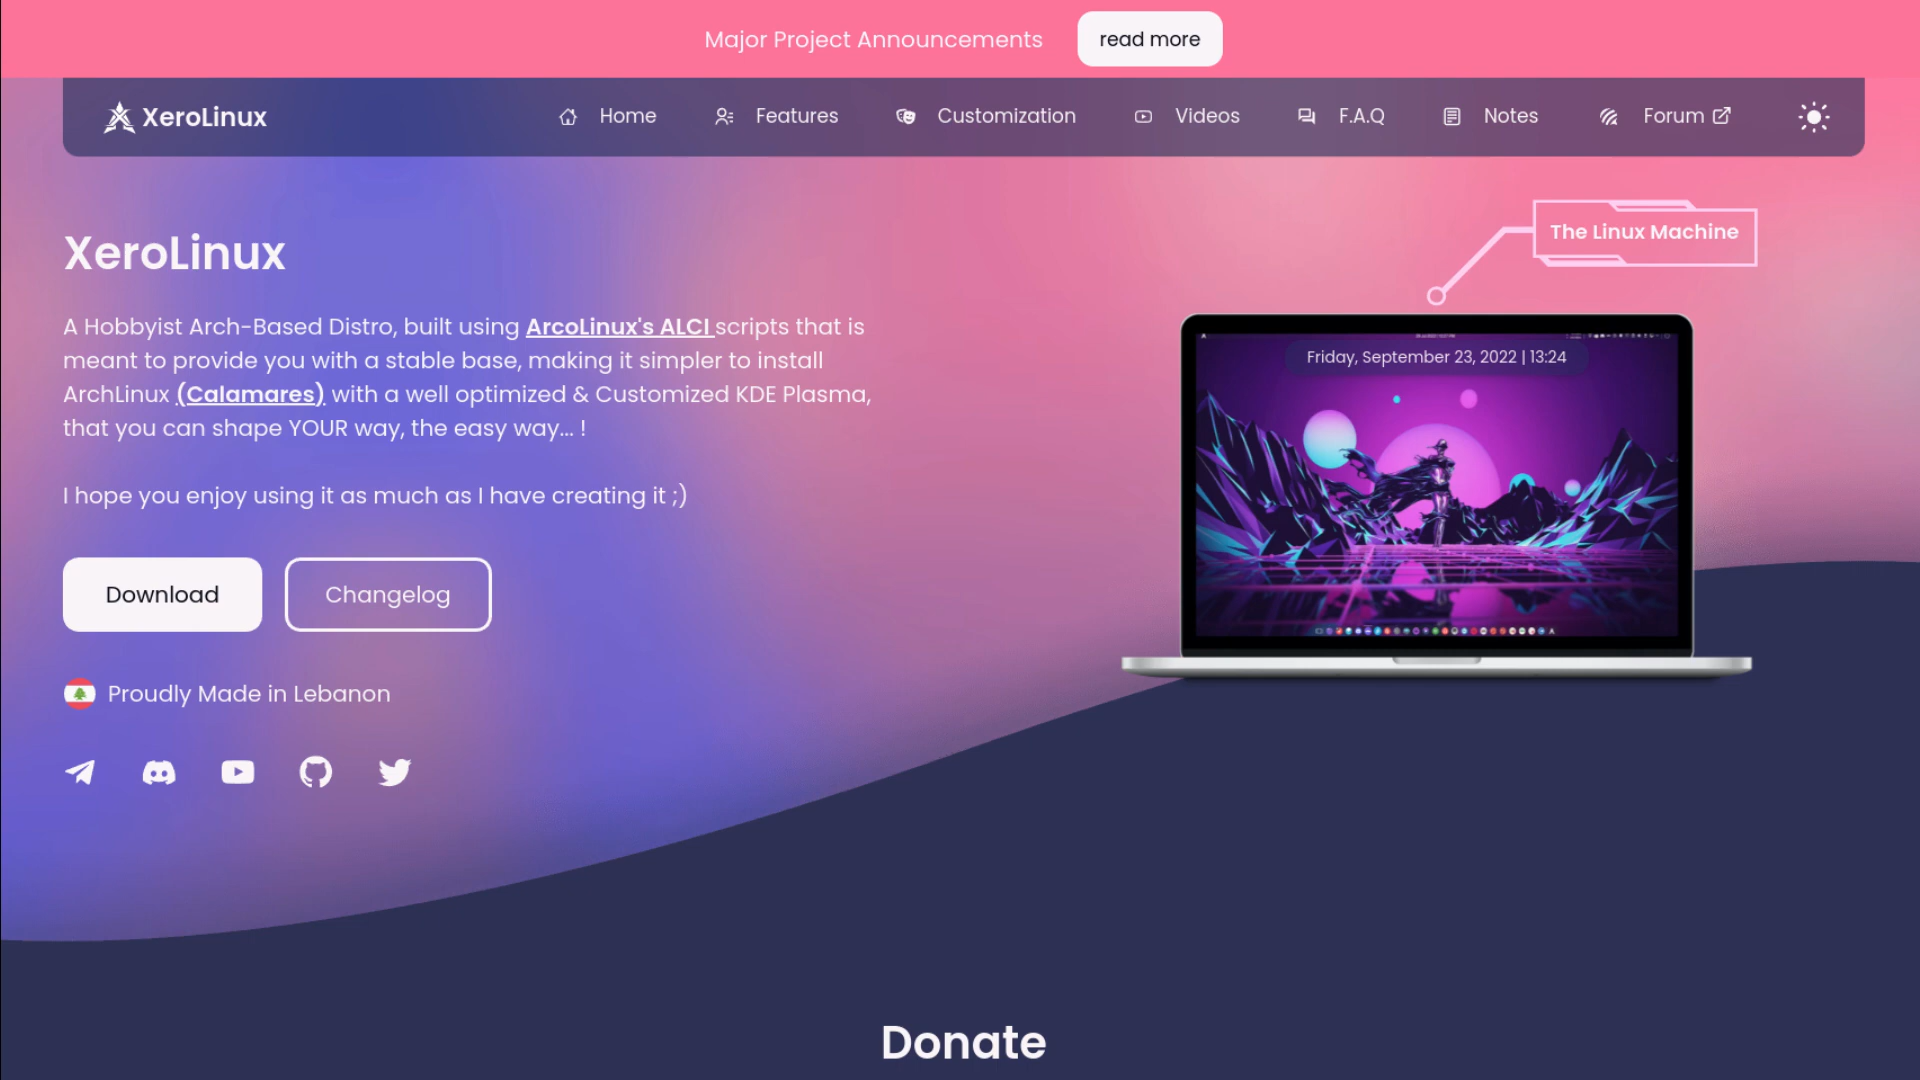 Major Project Announcements read more
XeroLinux Home Features Customization Videos F.A.Q Notes Forum
The Linux Machine
XeroLinux
A Hobbyist Arch-Based Distro, built using ArcoLinux's ALCI scripts that is
meant to provide you with a stable base, making it simpler to install
ArchLinux (Calamares) with a well optimized & Customized KDE Plasma,
that you can shape YOUR way, the easy way... !
I hope you enjoy using it as much as I have creating it ;)
Friday, September 23, 2022 | 13:24
Download Changelog
Proudly Made in Lebanon
Donate